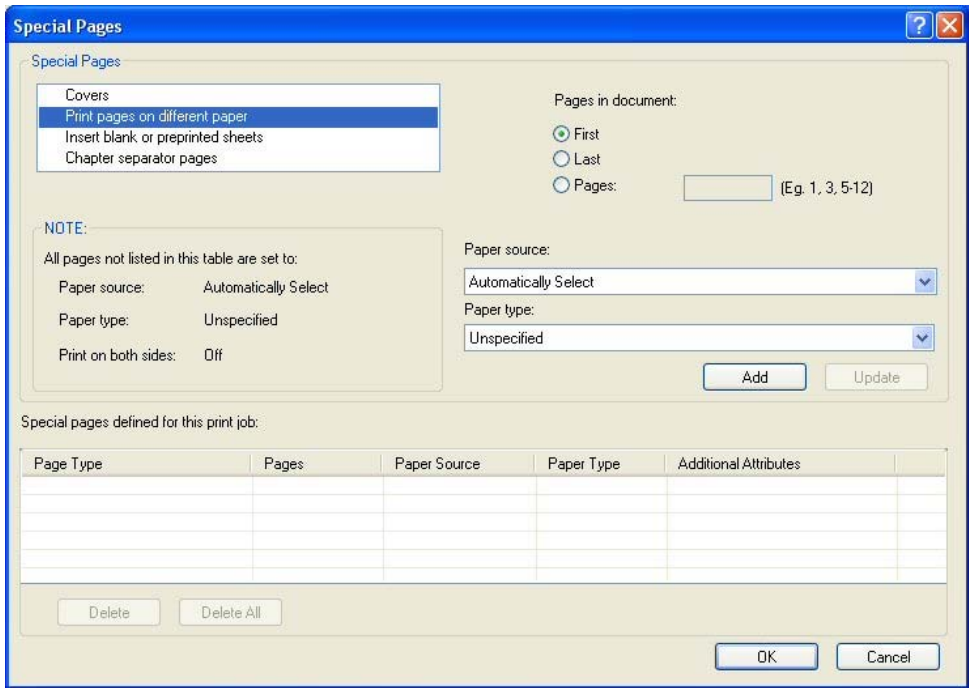 Special Pages
Special Pages
Covers
Print pages on different paper
Insert blank or preprinted sheets
Chapter separator pages
Pages in document:
First
Last
Pages: (Eg. 1, 3, 5-12)
NOTE:
All pages not listed in this table are set to:
Paper source: Automatically Select
Paper type: Unspecified
Print on both sides: Off
Paper source:
Automatically Select
Paper type:
Unspecified
Add Update
Special pages defined for this print job:
Page Type Pages Paper Source Paper Type Additional Attributes
Delete Delete All
OK Cancel